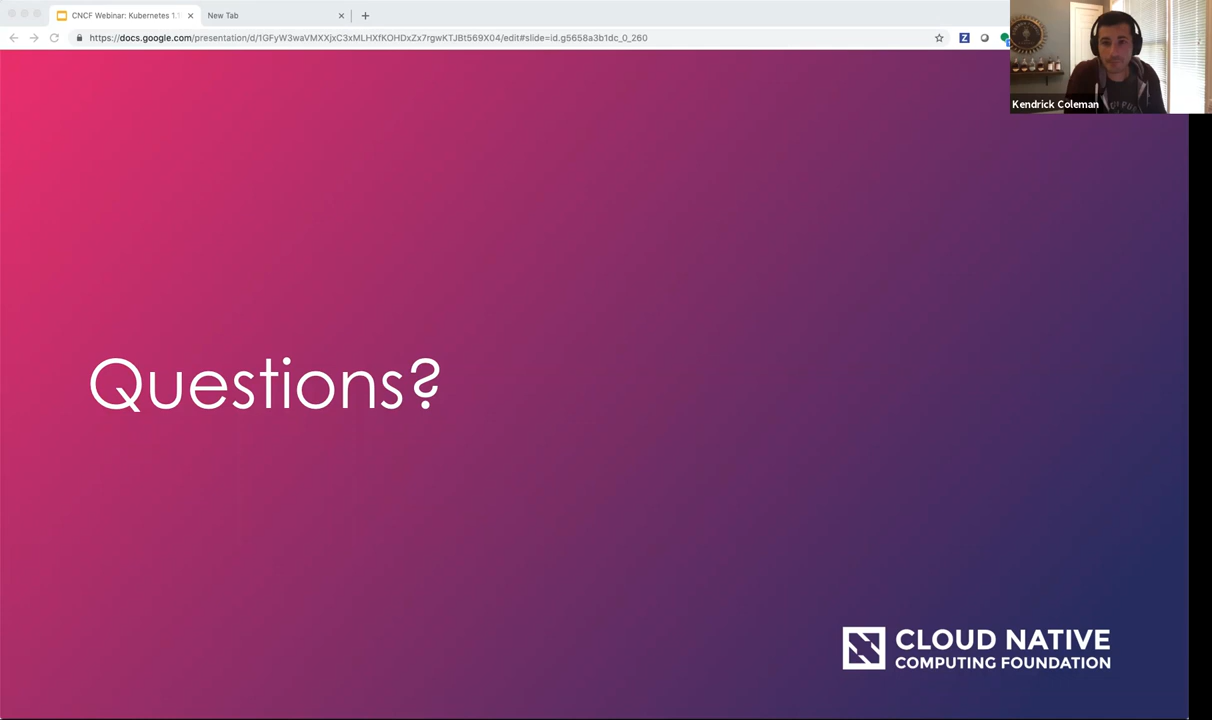 CNCF Webinar: Kubernetes 1.
New Tab
https://docs.google.com/presentation/d/1GFyW3waVMXXjxC3xMLHXfKOHDxZx7rgwKTJBt569X04/edit#slide=id.g5658a3b1dc_0_260
Z
Kendrick Coleman
Questions?
CLOUD NATIVE
COMPUTING FOUNDATION